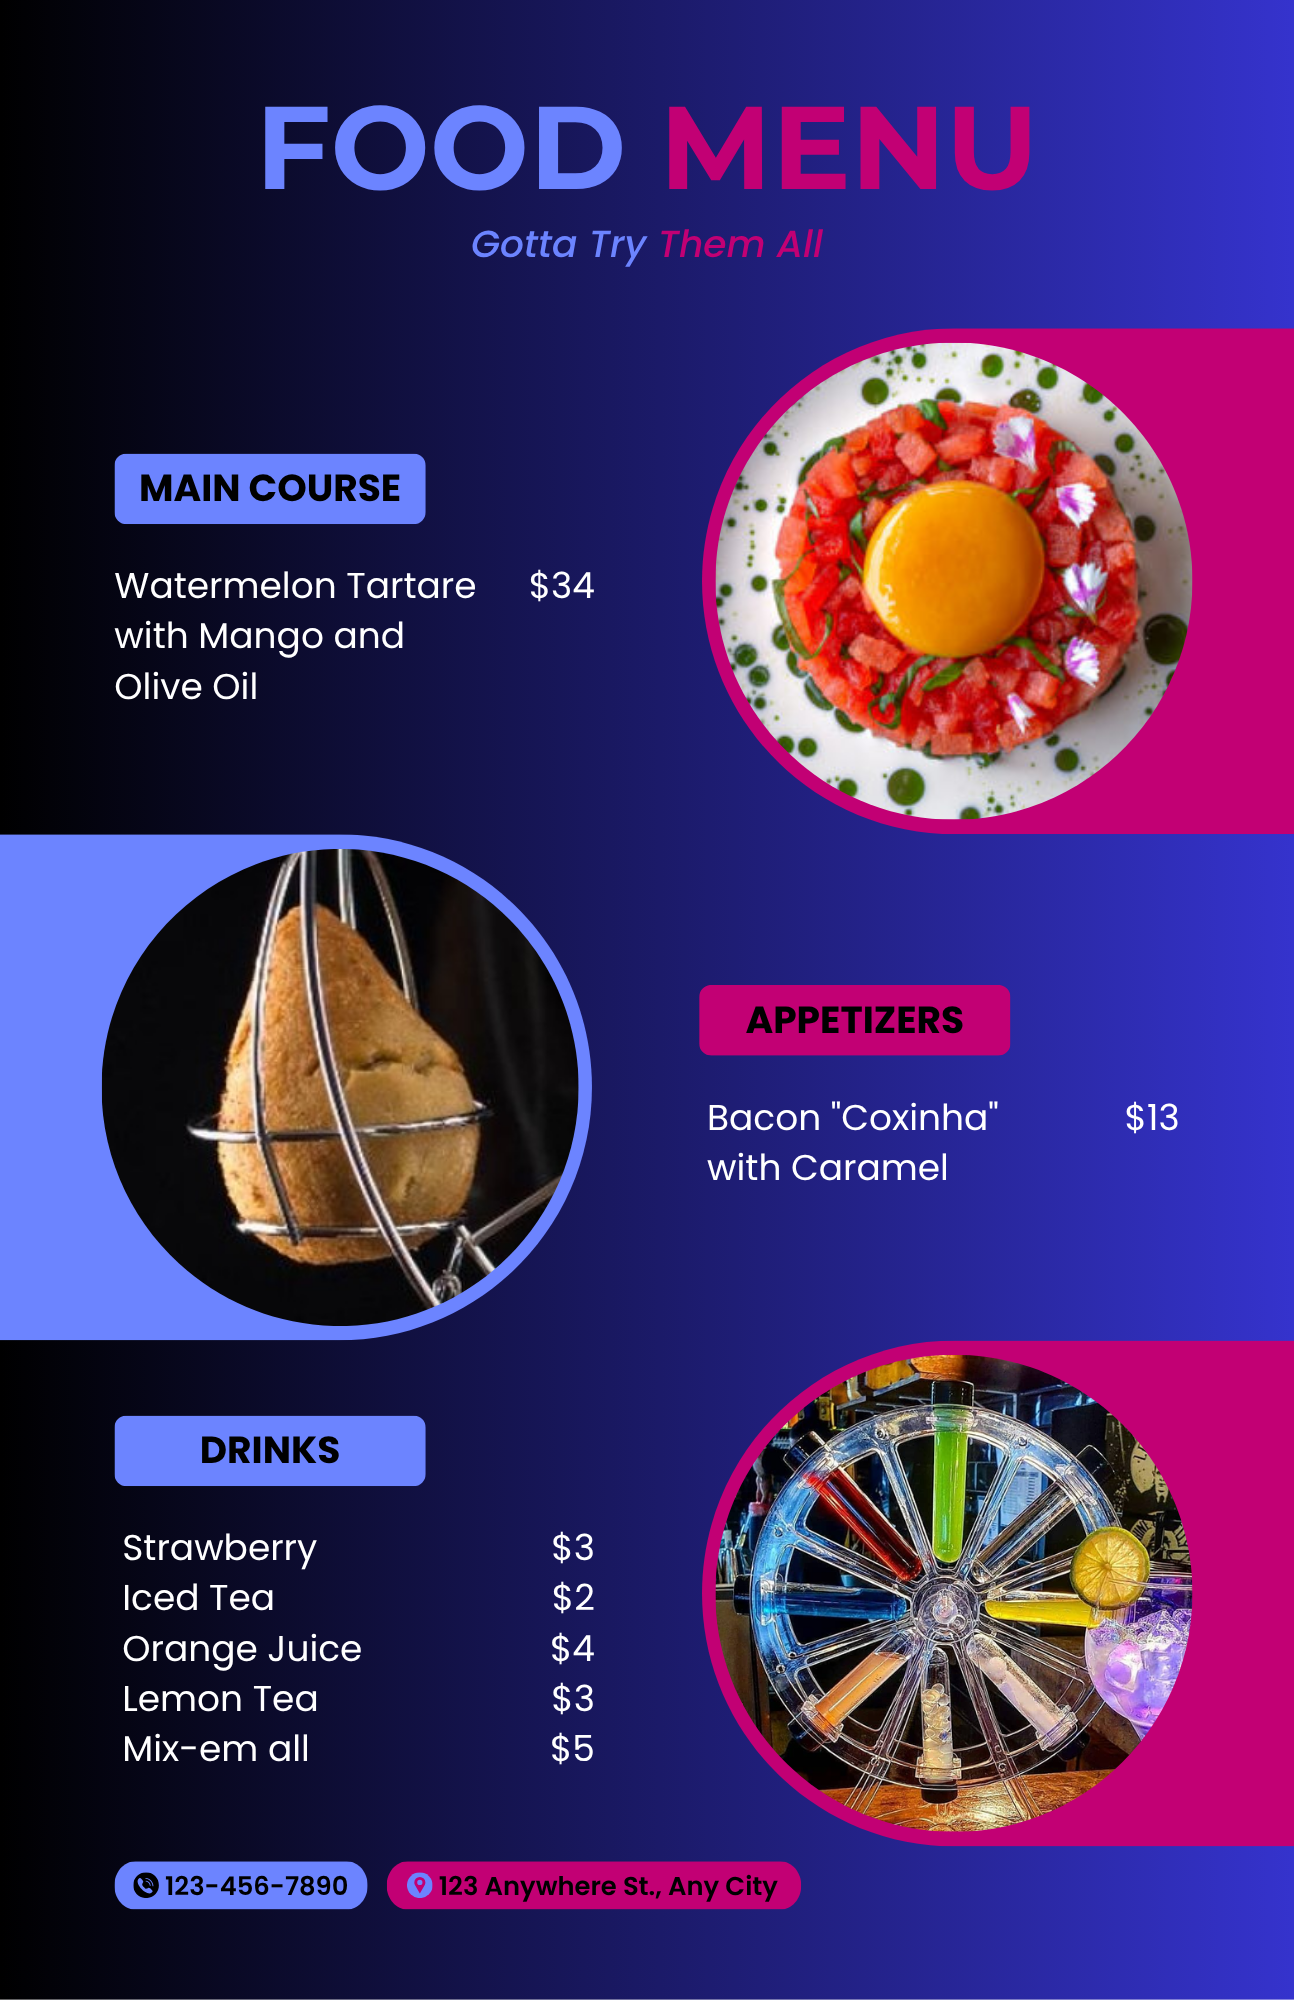 FOOD MENU
Gotta Try Them All
MAIN COURSE
Watermelon Tartare $34
with Mango and
Olive Oil
APPETIZERS
Bacon "Coxinha" $13
with Caramel
DRINKS
Strawberry $3
Iced Tea $2
Orange Juice $4
Lemon Tea $3
Mix-em all $5
123-456-7890
123 Anywhere St., Any City